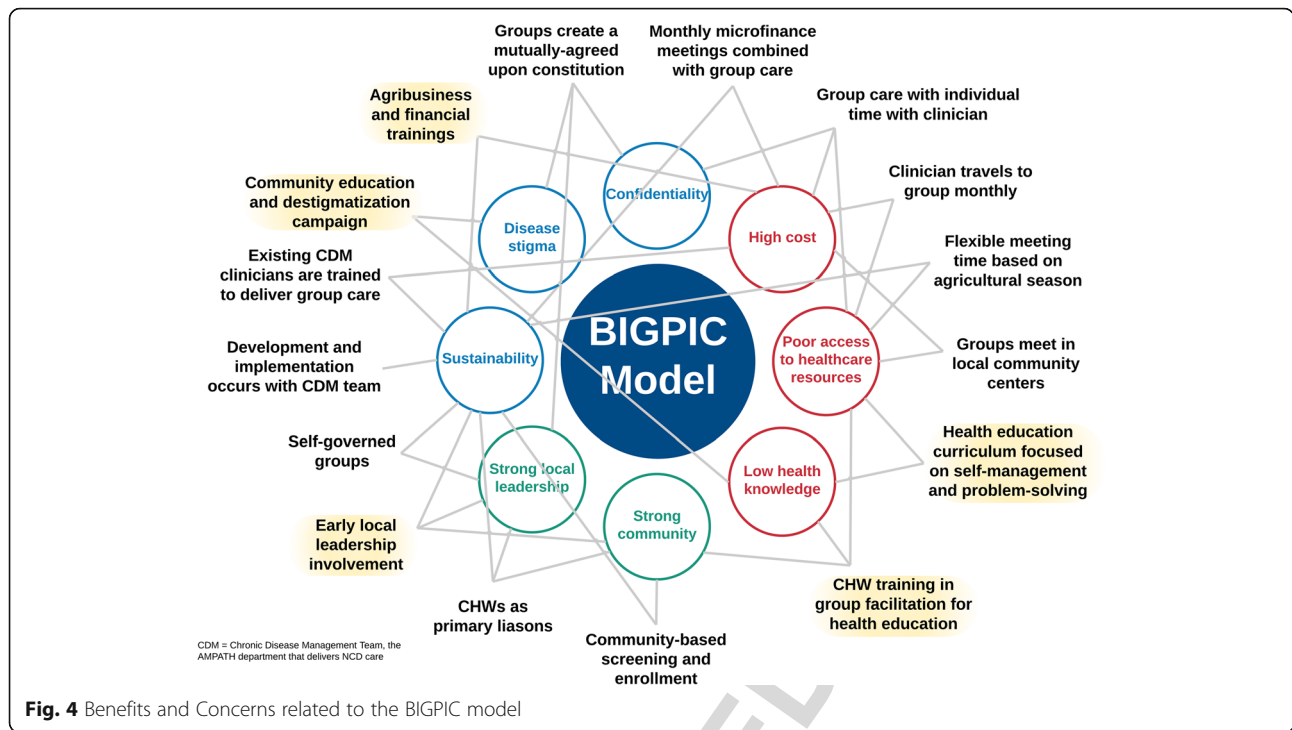 Groups create a
mutually-agreed
upon constitution
Monthly microfinance
meetings combined
with group care
Agribusiness
and financial
trainings
Group care with individual
time with clinician
Community education
and destigmatization
campaign
Clinician travels to
group monthly
Existing CDM
clinicians are trained
to deliver group care
Flexible meeting
time based on
agricultural season
Development and
implementation
occurs with CDM team
Groups meet in
local community
centers
Self-governed
groups
Health education
curriculum focused
on self-management
and problem-solving
Early local
leadership
involvement
CHWs as
primary liasons
Community-based
screening and
enrollment
CHW training in
group facilitation for
health education
Confidentiality
Disease
stigma
High cost
Sustainability
BIGPIC
Model
Poor access
to healthcare
resources
Strong local
leadership
Strong
community
Low health
knowledge
CDM = Chronic Disease Management Team, the
AMPATH department that delivers NCD care
Fig. 4 Benefits and Concerns related to the BIGPIC model